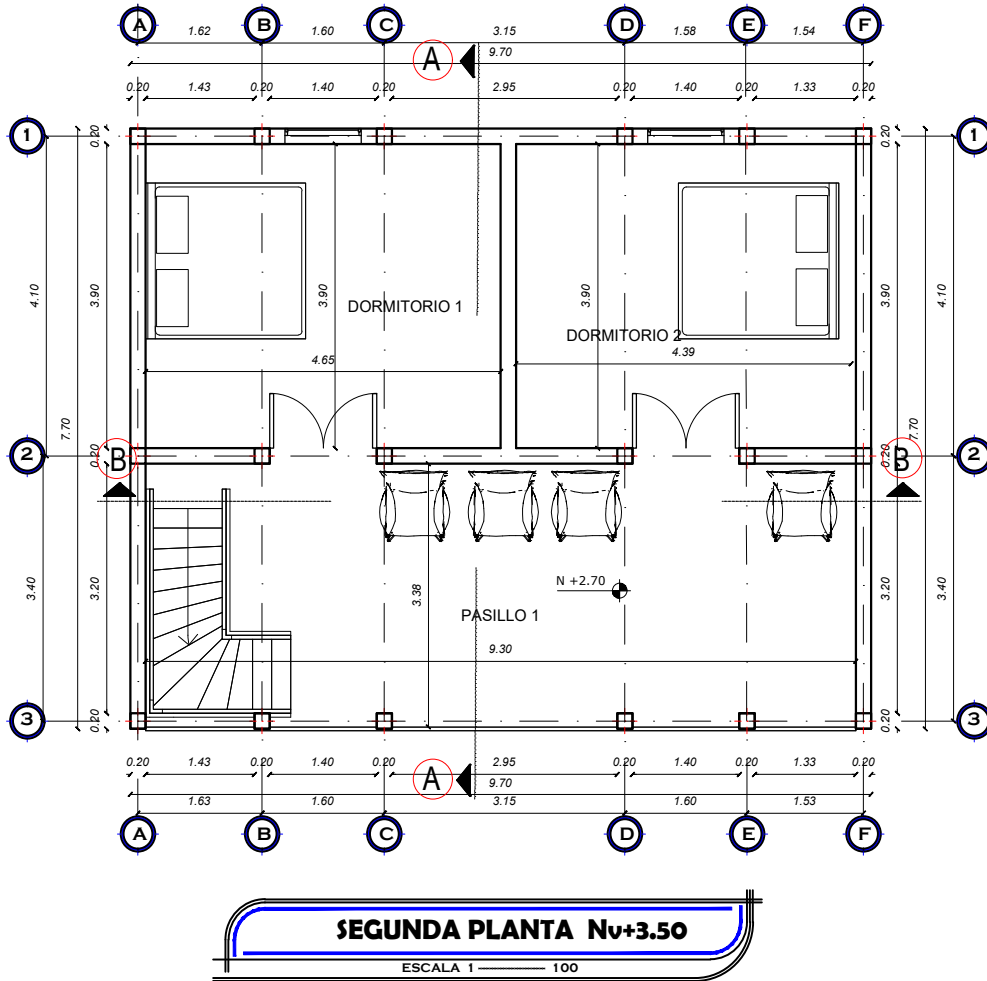 A B C D E F
1.62 1.60 3.15 1.58 1.54
9.70
A
0.20 1.43 0.20 1.40 0.20 2.95 0.20 1.40 0.20 1.33 0.20
1 0.20 0.20 1
4.10 3.90 3.90 3.90 3.90 4.10
DORMITORIO 1
DORMITORIO 2
4.65 4.39
7.70 7.70
2 0.20 B B 0.20 2
3.40 3.20 3.38 N +2.70 3.20 3.40
PASILLO 1
9.30
3 0.20 0.20 3
0.20 1.43 0.20 1.40 0.20 2.95 0.20 1.40 0.20 1.33 0.20
A
9.70
1.63 1.60 3.15 1.60 1.53
A B C D E F
SEGUNDA PLANTA Nv+3.50
ESCALA 1 100